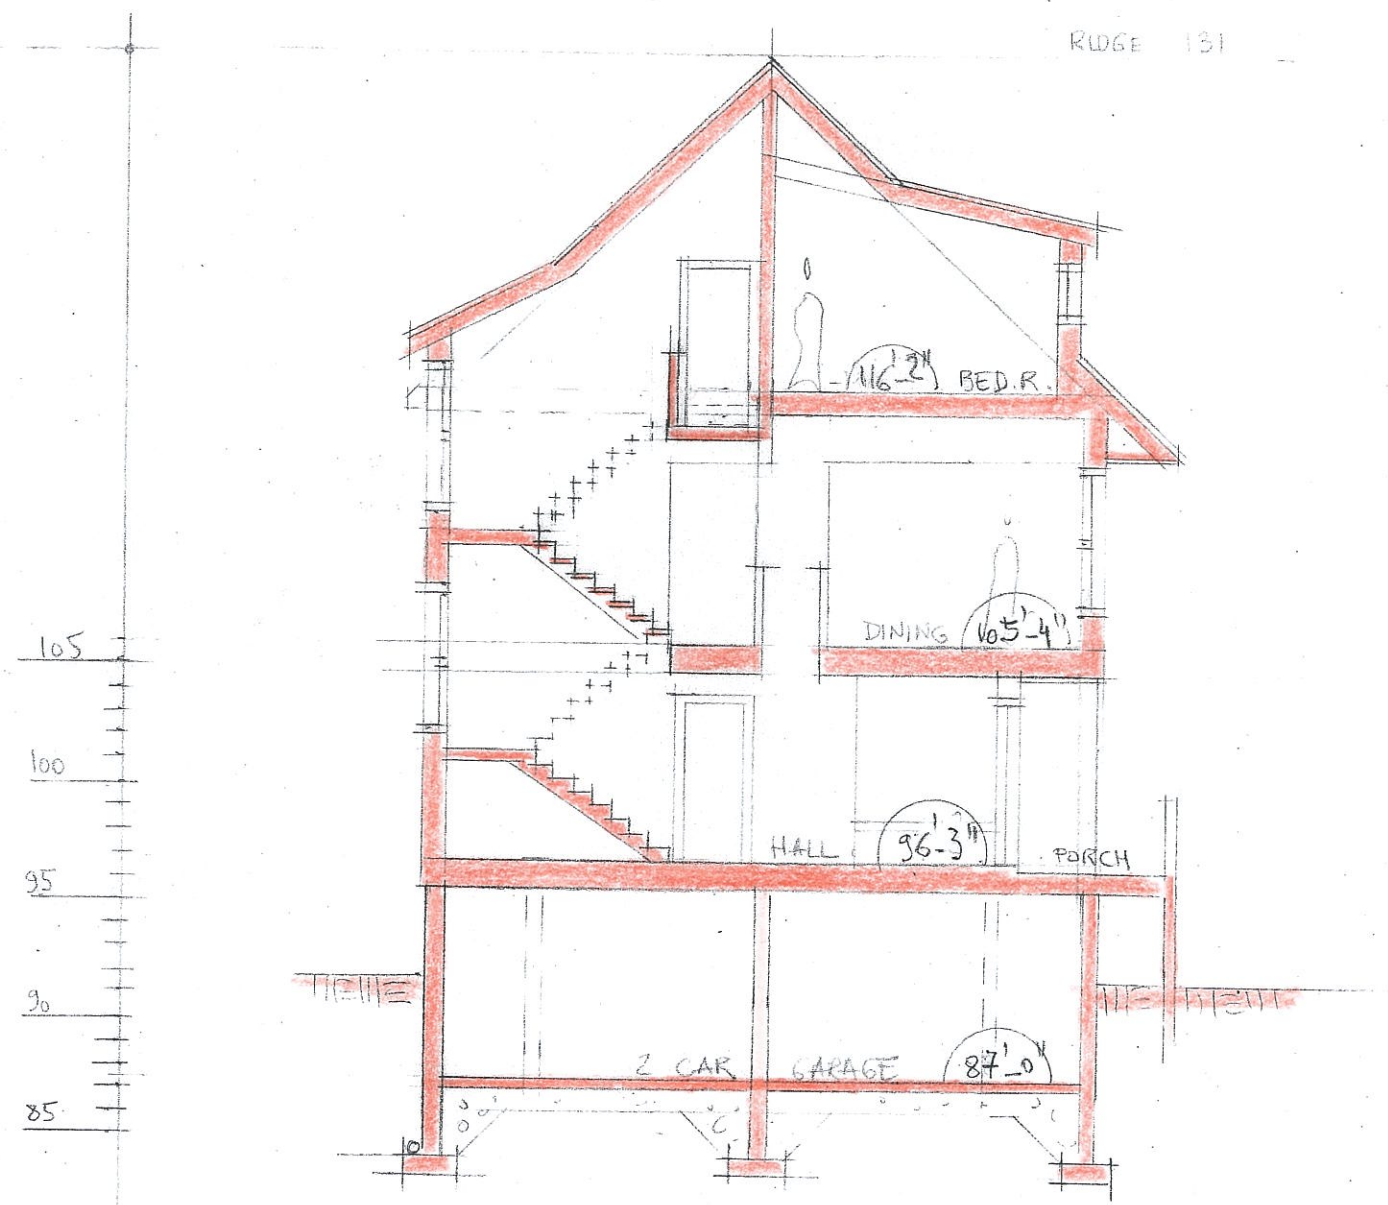 RIDGE 131
116'-2"
BED.R.
105
DINING
105'-4"
100
HALL
96'-3"
PORCH
95
90
2 CAR GARAGE
87'-0"
85